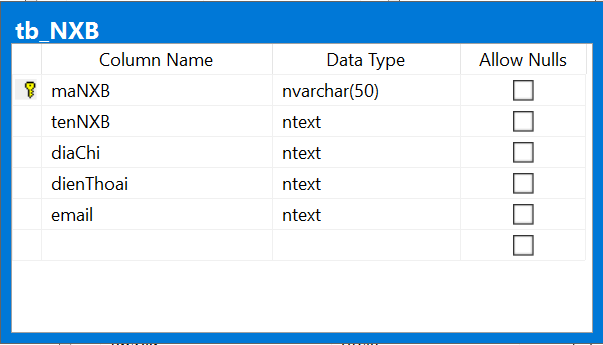 tb_NXB
Column Name Data Type Allow Nulls
maNXB nvarchar(50)
tenNXB ntext
diaChi ntext
dienThoai ntext
email ntext